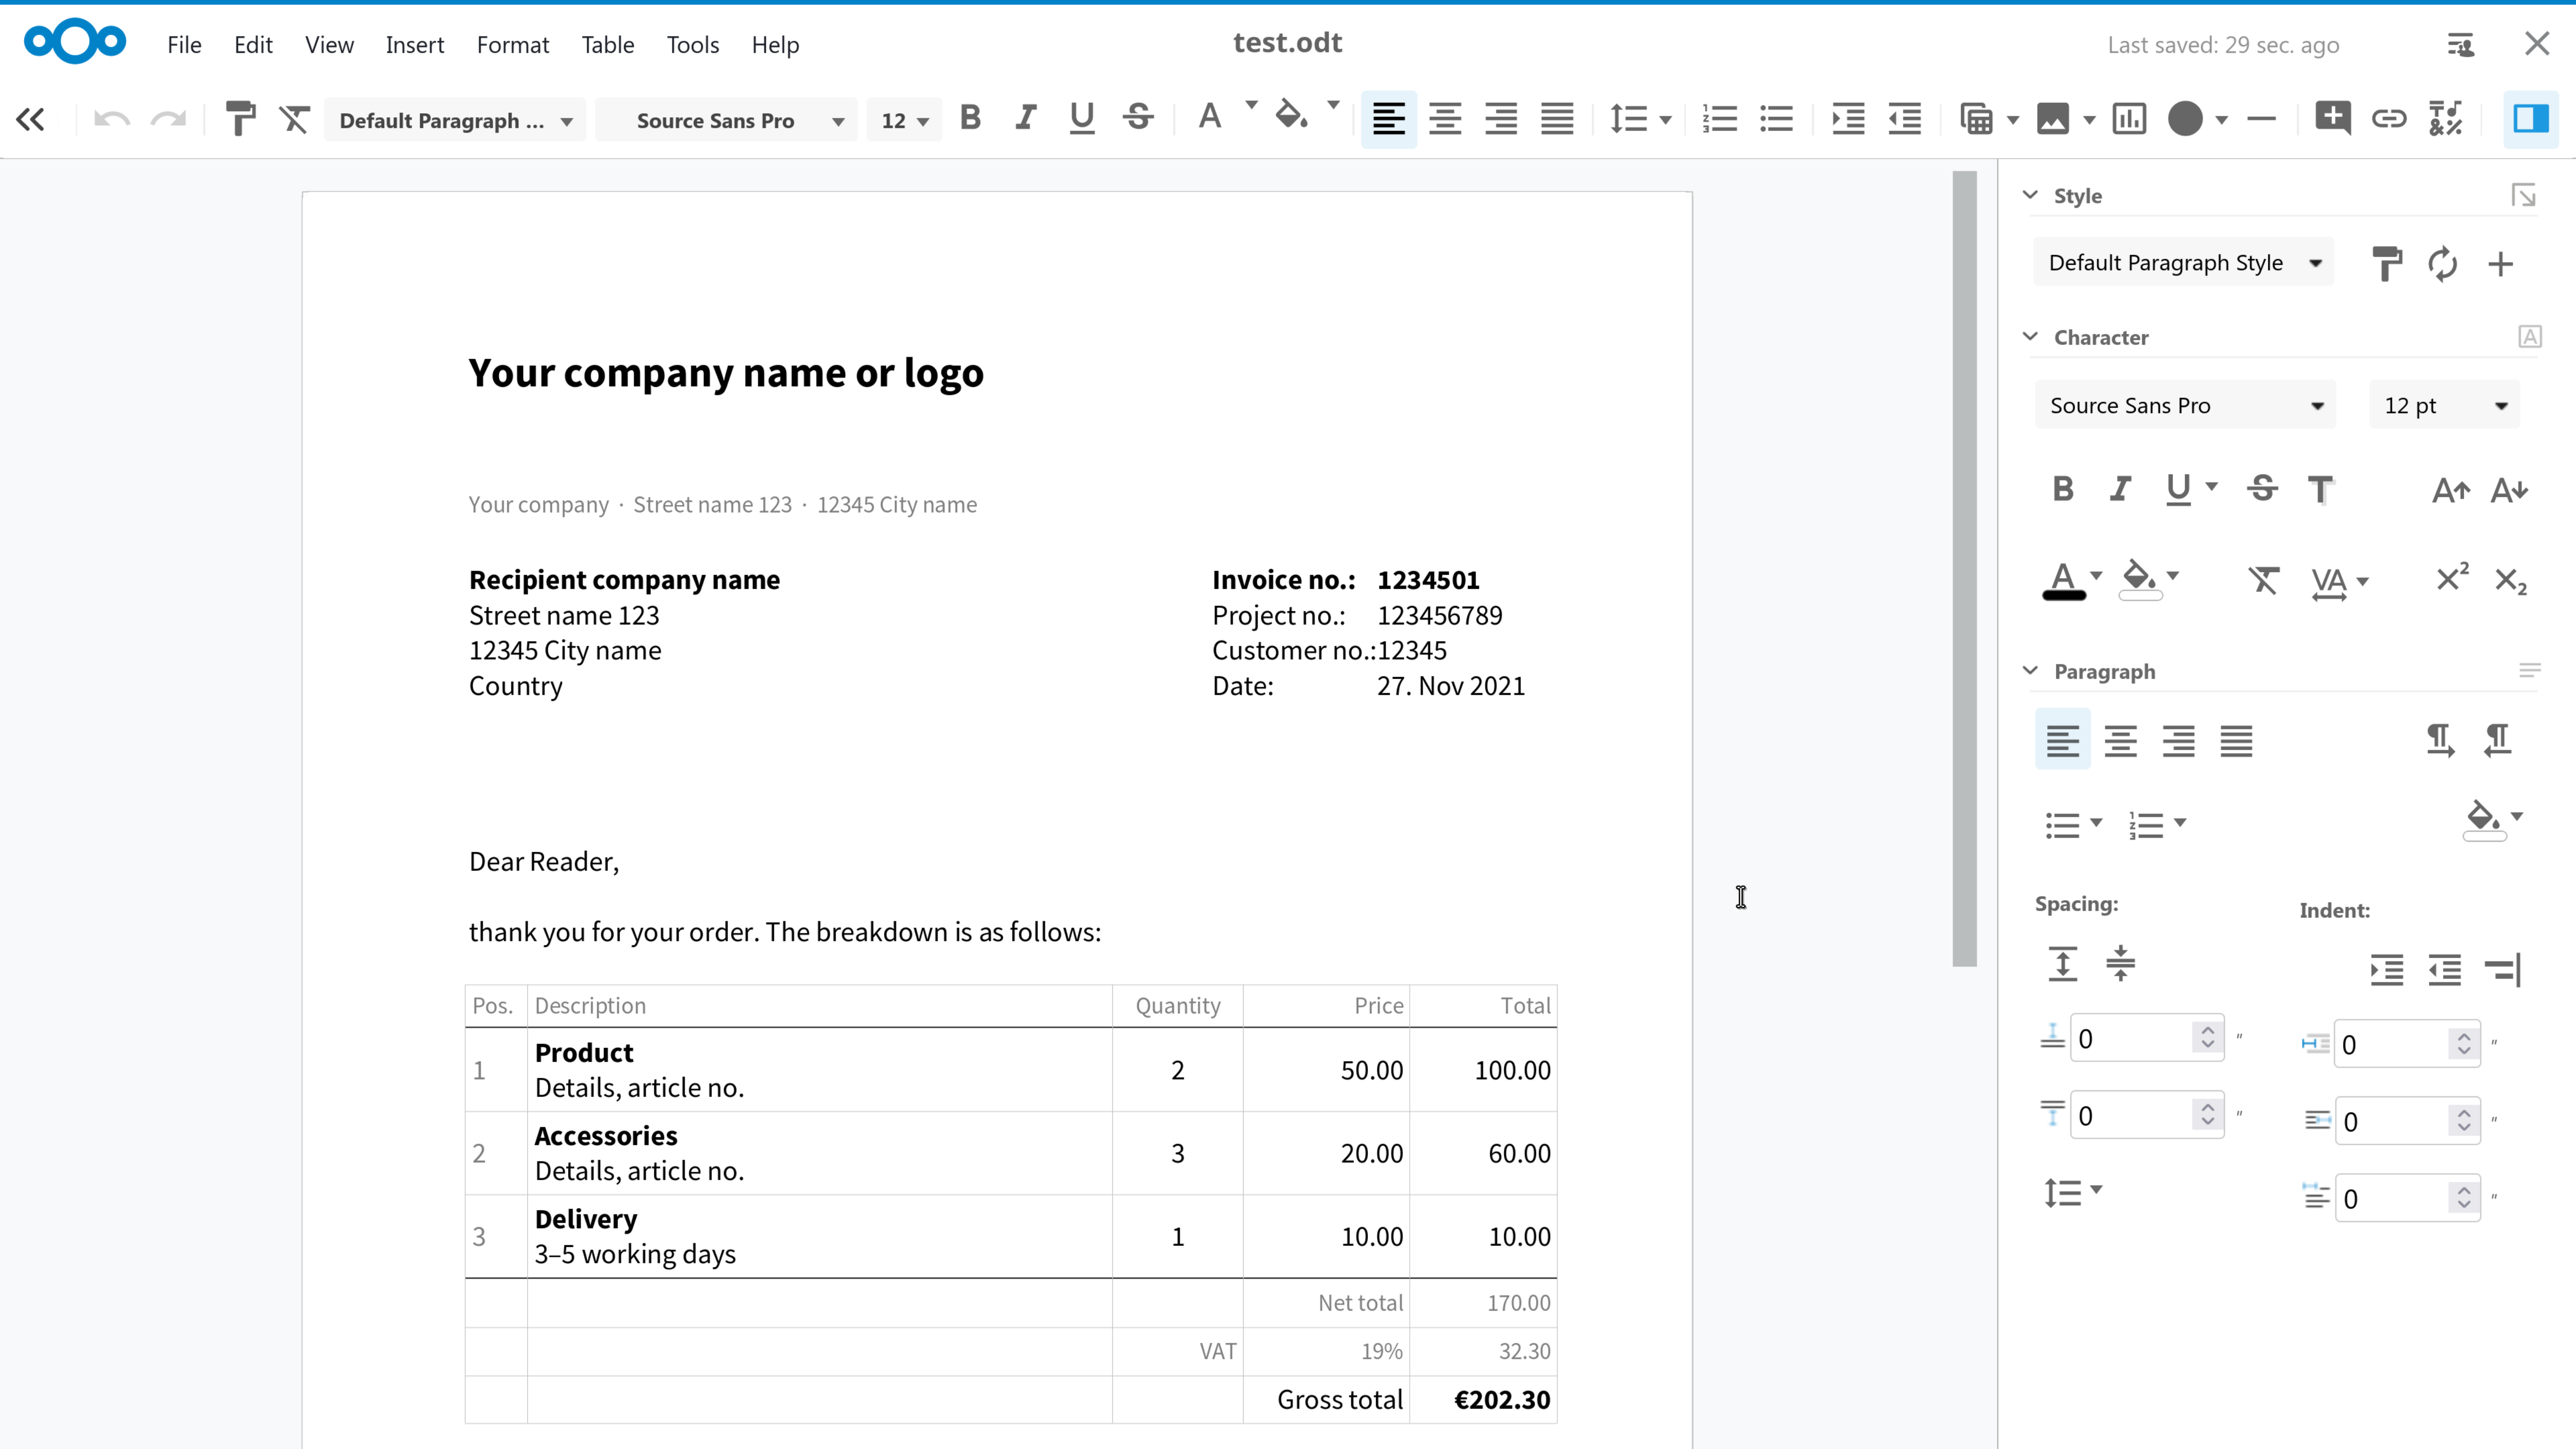 File Edit View Insert Format Table Tools Help test.odt Last saved: 29 sec. ago
Default Paragraph ... Source Sans Pro 12 B I U S A
Style
Default Paragraph Style
Character
Source Sans Pro 12 pt
B I U S T A A
A VA X² X₂
Paragraph
Spacing: Indent:
0 " 0 "
0 " 0 "
0 "
Your company name or logo
Your company · Street name 123 · 12345 City name
Recipient company name
Street name 123
12345 City name
Country
Invoice no.: 1234501
Project no.: 123456789
Customer no.:12345
Date: 27. Nov 2021
Dear Reader,
thank you for your order. The breakdown is as follows:
Pos. Description Quantity Price Total
1 Product 2 50.00 100.00
Details, article no.
2 Accessories 3 20.00 60.00
Details, article no.
3 Delivery 1 10.00 10.00
3–5 working days
Net total 170.00
VAT 19% 32.30
Gross total €202.30